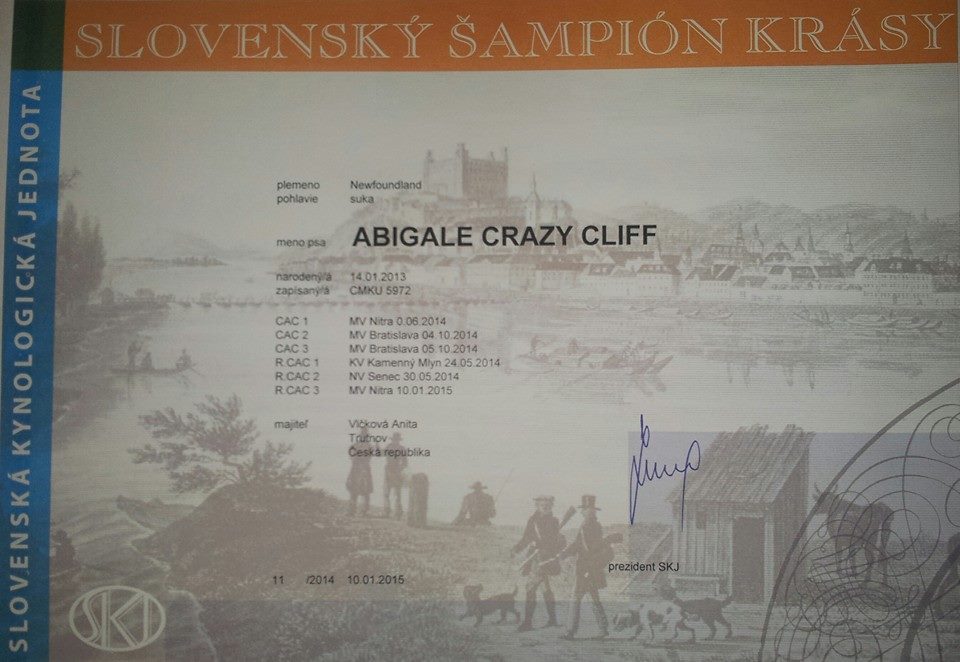 SLOVENSKÝ ŠAMPIÓN KRÁSY
SLOVENSKÁ KYNOLOGICKÁ JEDNOTA
plemeno Newfoundland
pohlavie suka
meno psa ABIGALE CRAZY CLIFF
narodený/á 14.01.2013
zapísaný/á CMKU 5972
CAC 1 MV Nitra 0.06.2014
CAC 2 MV Bratislava 04.10.2014
CAC 3 MV Bratislava 05.10.2014
R.CAC 1 KV Kamenný Mlyn 24.05.2014
R.CAC 2 NV Senec 30.05.2014
R.CAC 3 MV Nitra 10.01.2015
majiteľ Vlčková Anita
Trutnov
Česká republika
prezident SKJ
11 /2014 10.01.2015
SKJ